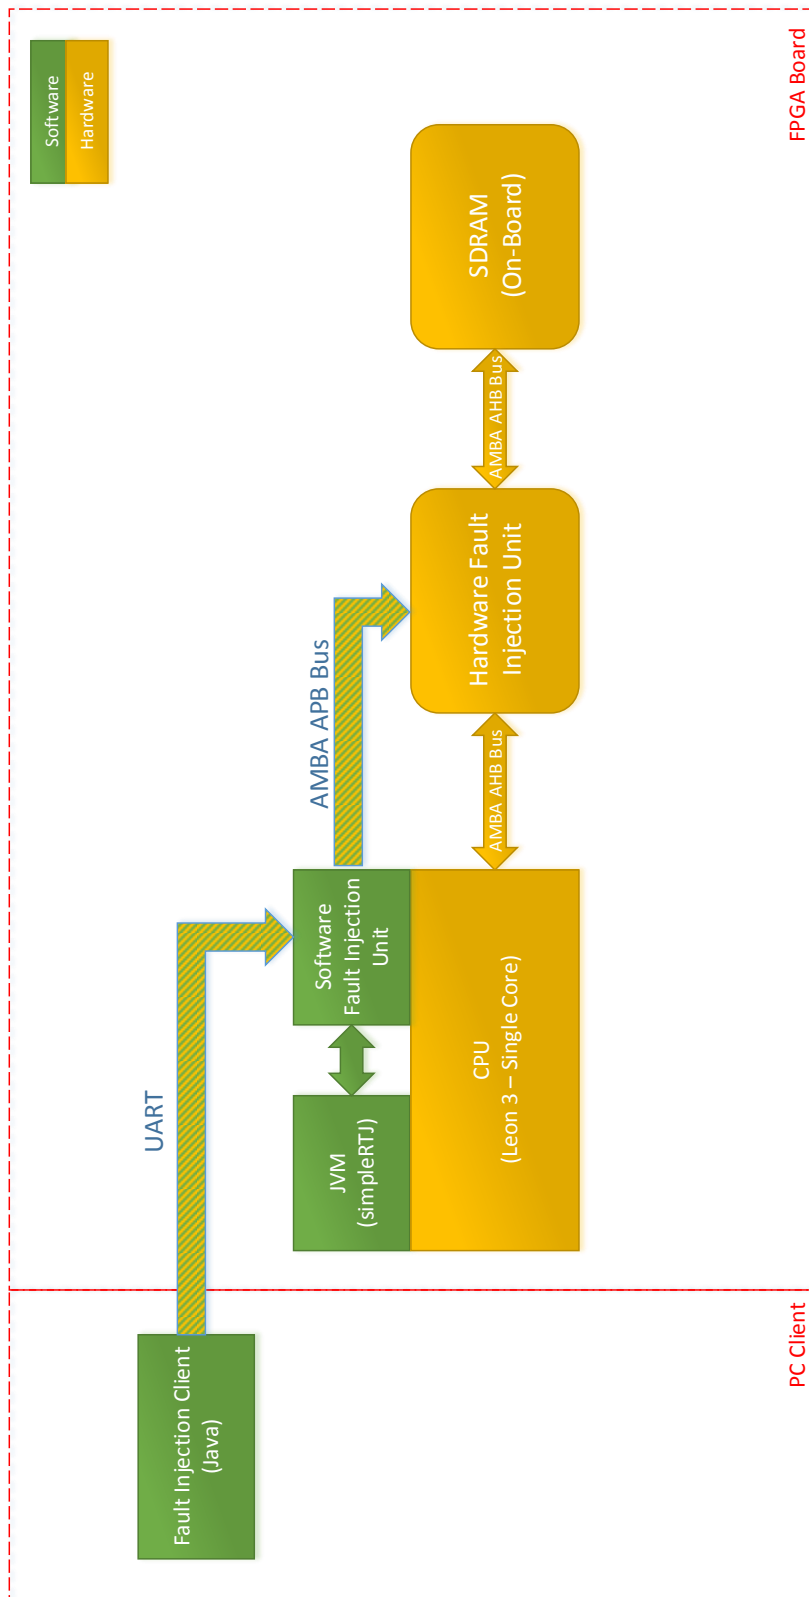 Software
Hardware
FPGA Board
UART
AMBA APB Bus
Fault Injection Client
(Java)
JVM
(simpleRTJ)
Software
Fault Injection
Unit
CPU
(Leon 3 – Single Core)
AMBA AHB Bus
Hardware Fault
Injection Unit
AMBA AHB Bus
SDRAM
(On-Board)
PC Client